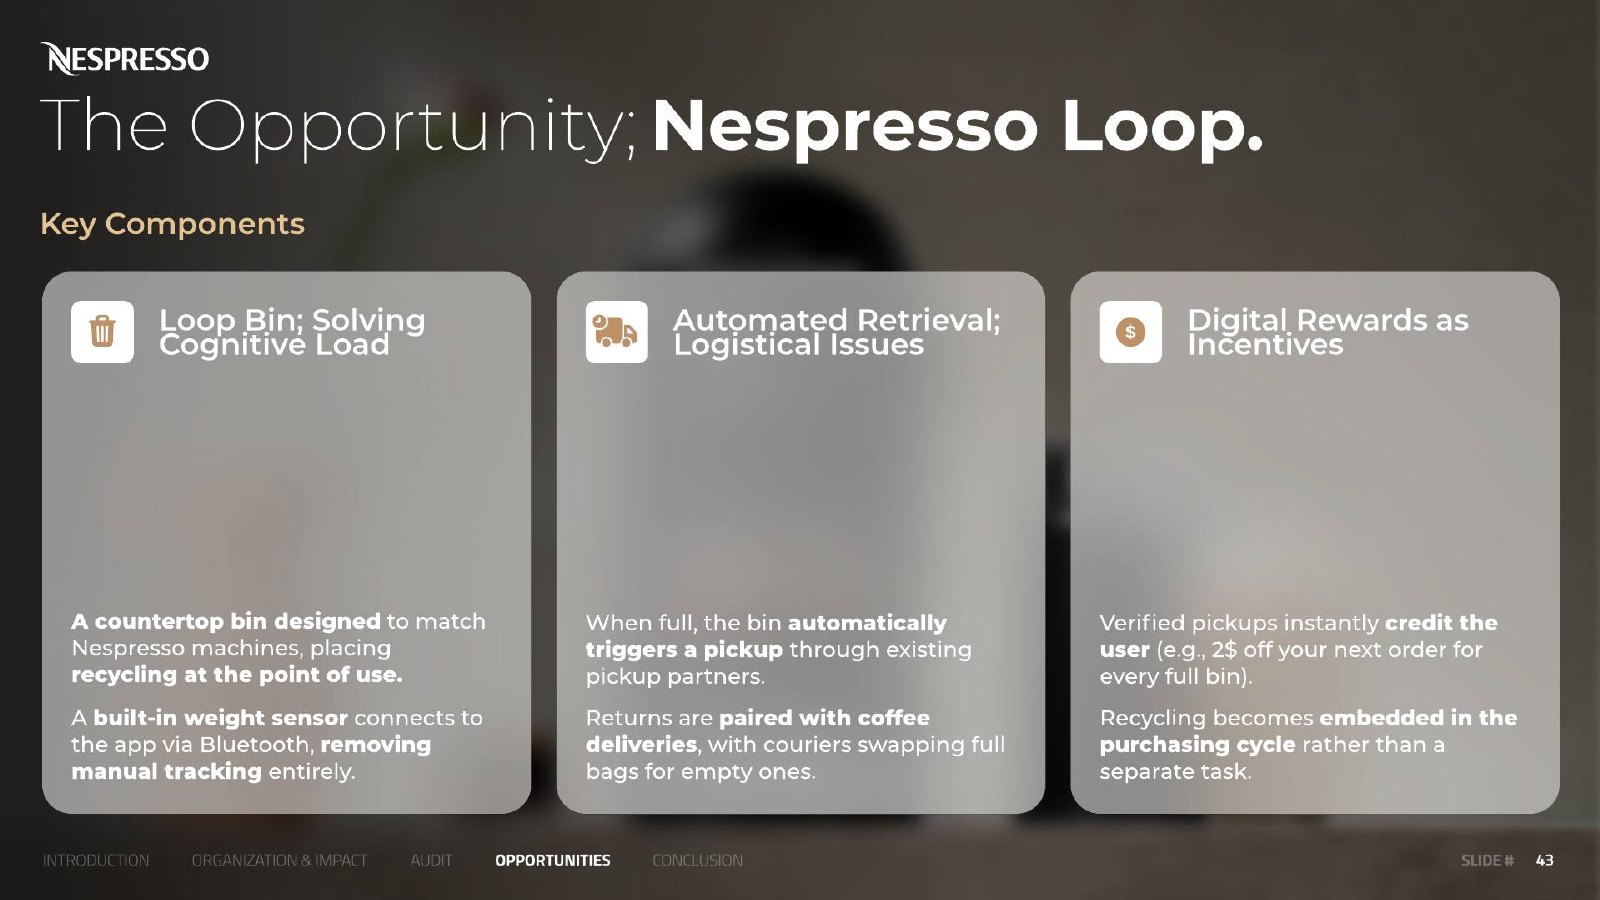 NESPRESSO
The Opportunity; Nespresso Loop.
Key Components
Loop Bin; Solving
Cognitive Load
A countertop bin designed to match
Nespresso machines, placing
recycling at the point of use.
A built-in weight sensor connects to
the app via Bluetooth, removing
manual tracking entirely.
Automated Retrieval;
Logistical Issues
When full, the bin automatically
triggers a pickup through existing
pickup partners.
Returns are paired with coffee
deliveries, with couriers swapping full
bags for empty ones.
Digital Rewards as
Incentives
$
Verified pickups instantly credit the
user (e.g., 2$ off your next order for
every full bin).
Recycling becomes embedded in the
purchasing cycle rather than a
separate task.
INTRODUCTION ORGANIZATION & IMPACT AUDIT OPPORTUNITIES CONCLUSION SLIDE # 43